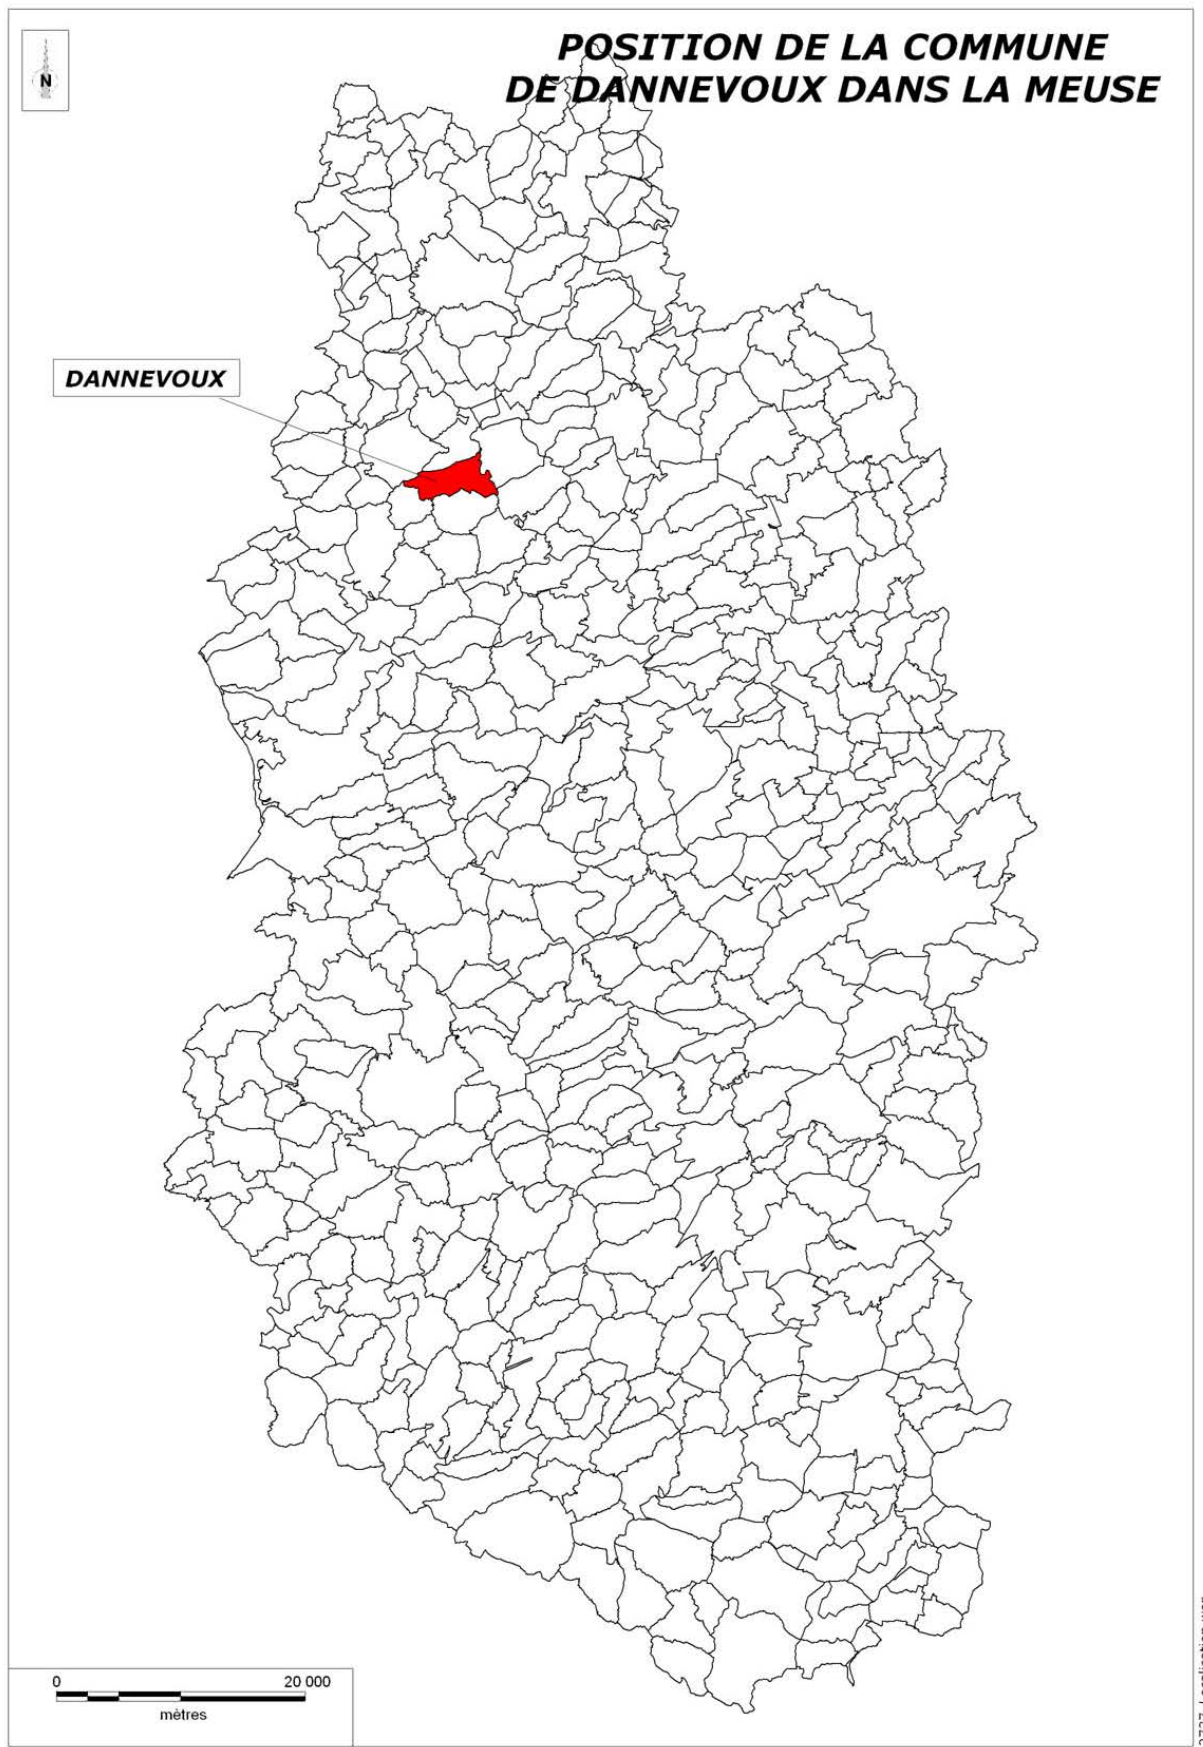 POSITION DE LA COMMUNE
DE DANNEVOUX DANS LA MEUSE
N
DANNEVOUX
0 20 000
mètres